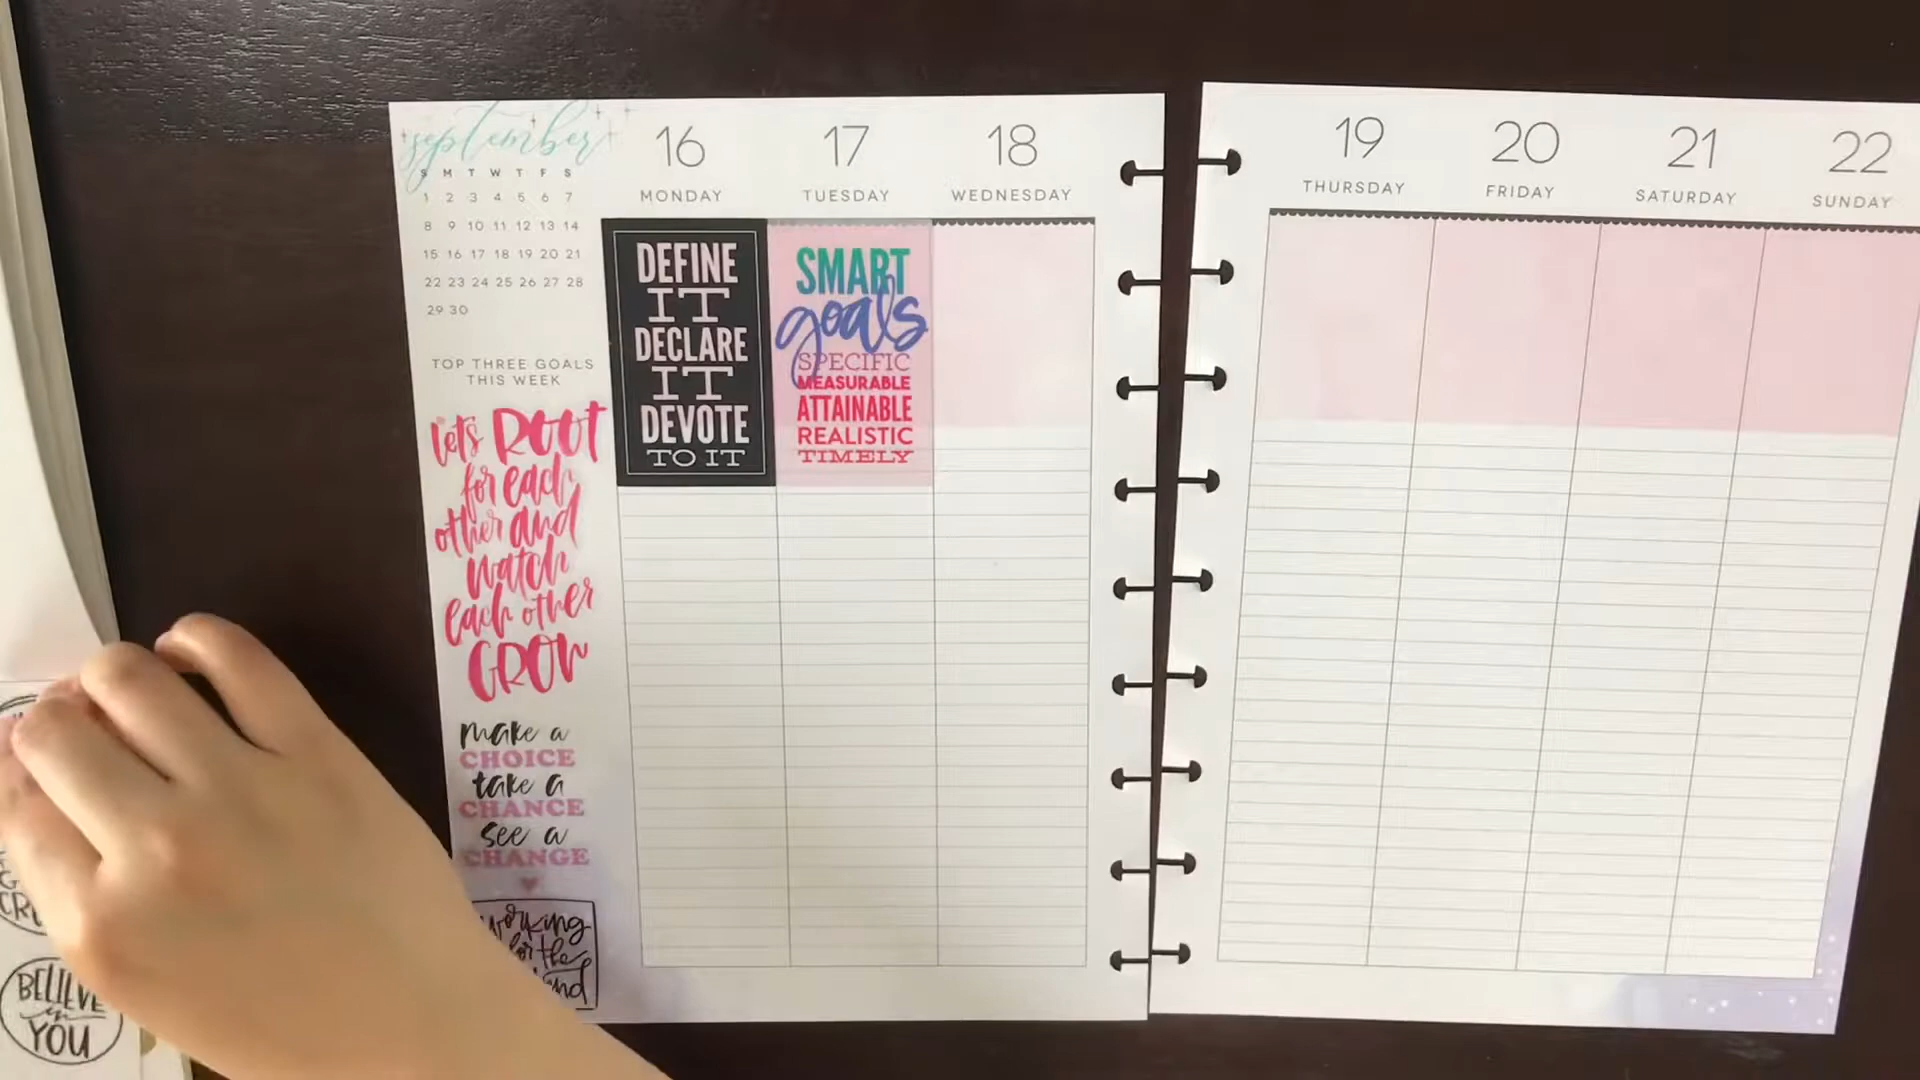 september
S M T W T F S
1 2 3 4 5 6 7
8 9 10 11 12 13 14
15 16 17 18 19 20 21
22 23 24 25 26 27 28
29 30
TOP THREE GOALS
THIS WEEK
let's ROOT
for each
other and
watch
each other
GROW
make a
CHOICE
take a
CHANCE
see a
CHANGE
working
for the
16
MONDAY
DEFINE
IT
DECLARE
IT
DEVOTE
TO IT
17
TUESDAY
SMART
goals
SPECIFIC
MEASURABLE
ATTAINABLE
REALISTIC
TIMELY
18
WEDNESDAY
19
THURSDAY
20
FRIDAY
21
SATURDAY
22
SUNDAY
BELIEVE
in
YOU